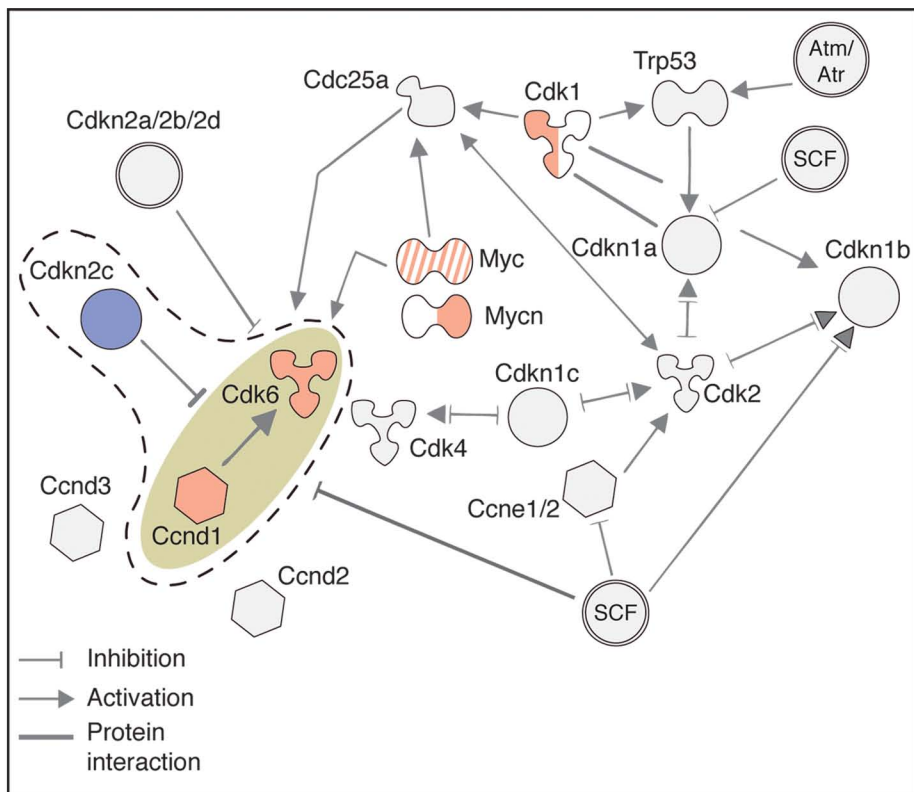 Atm/
Atr
Trp53
Cdc25a
Cdk1
Cdkn2a/2b/2d
SCF
Cdkn1a
Cdkn1b
Myc
Cdkn2c
Mycn
Cdk6
Cdkn1c
Cdk2
Cdk4
Ccnd3
Ccne1/2
Ccnd1
Ccnd2
SCF
Inhibition
Activation
Protein
interaction